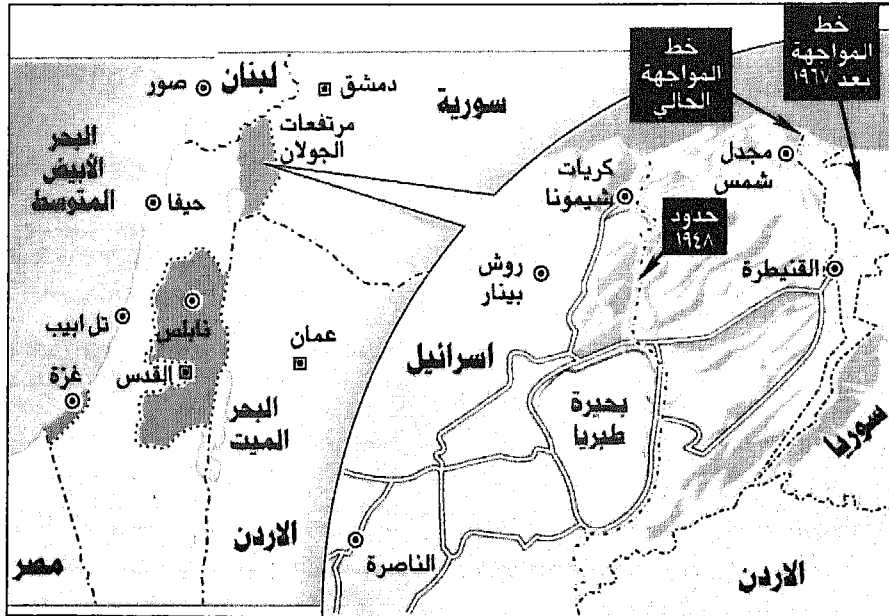 لبنان
صور
دمشق
سورية
مرتفعات
الجولان
البحر
الأبيض
المتوسط
حيفا
نابلس
تل ابيب
القدس
غزة
عمان
البحر
الميت
الاردن
مصر
خط
المواجهة
الحالي
خط
المواجهة
بعد ١٩٦٧
مجدل
شمس
كريات
شيمونا
حدود
١٩٤٨
القنيطرة
روش
بينار
اسرائيل
بحيرة
طبريا
سوريا
الناصرة
الاردن